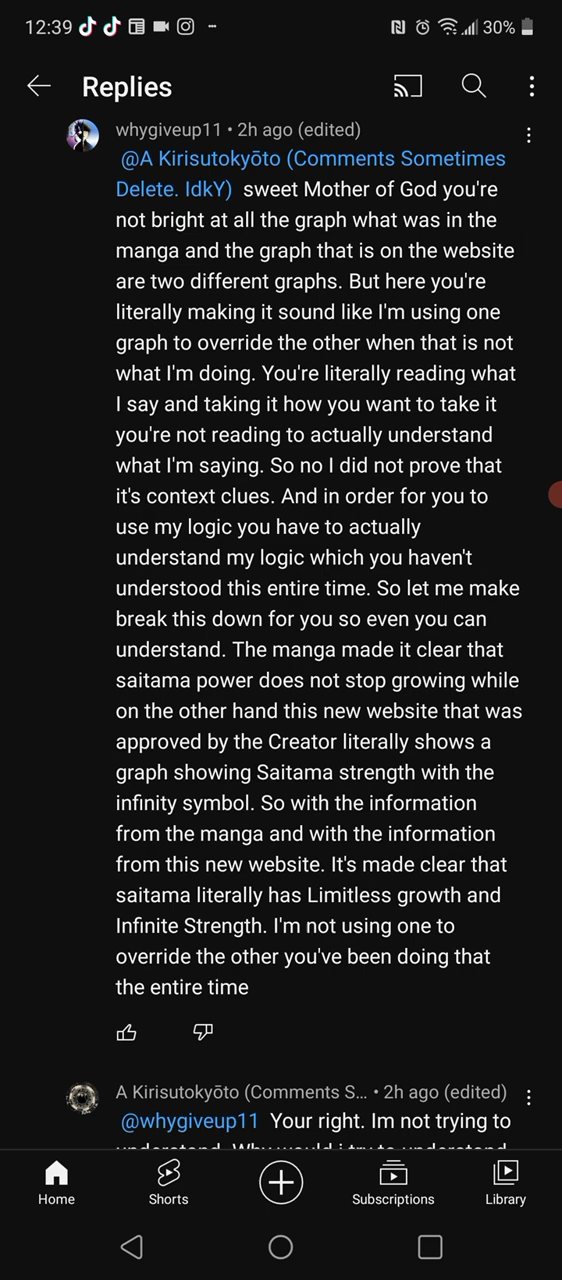 12:39 30%
Replies
whygiveup11 • 2h ago (edited)
@A Kirisutokyōto (Comments Sometimes
Delete. IdkY) sweet Mother of God you're
not bright at all the graph what was in the
manga and the graph that is on the website
are two different graphs. But here you're
literally making it sound like I'm using one
graph to override the other when that is not
what I'm doing. You're literally reading what
I say and taking it how you want to take it
you're not reading to actually understand
what I'm saying. So no I did not prove that
it's context clues. And in order for you to
use my logic you have to actually
understand my logic which you haven't
understood this entire time. So let me make
break this down for you so even you can
understand. The manga made it clear that
saitama power does not stop growing while
on the other hand this new website that was
approved by the Creator literally shows a
graph showing Saitama strength with the
infinity symbol. So with the information
from the manga and with the information
from this new website. It's made clear that
saitama literally has Limitless growth and
Infinite Strength. I'm not using one to
override the other you've been doing that
the entire time
A Kirisutokyōto (Comments S... • 2h ago (edited)
@whygiveup11 Your right. Im not trying to
understand. Why would i try to understand
Home Shorts Subscriptions Library